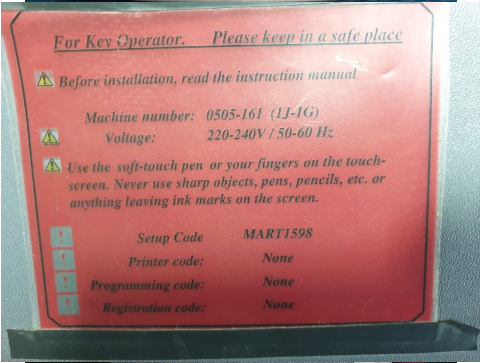 For Key Operator. Please keep in a safe place
Before installation, read the instruction manual
Machine number: 0505-161 (1J-1G)
Voltage: 220-240V / 50-60 Hz
Use the soft-touch pen or your fingers on the touch-
screen. Never use sharp objects, pens, pencils, etc. or
anything leaving ink marks on the screen.
Setup Code MART1598
Printer code: None
Programming code: None
Registration code: None